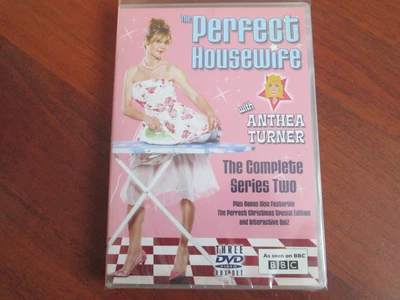 The
Perfect
Housewife
with
ANTHEA
TURNER
The Complete
Series Two
Plus Bonus Disc Featuring
The Perfect Christmas Special Edition
and Interactive Quiz
THREE
DVD
VIDEO
BOX SET
As seen on BBC
BBC